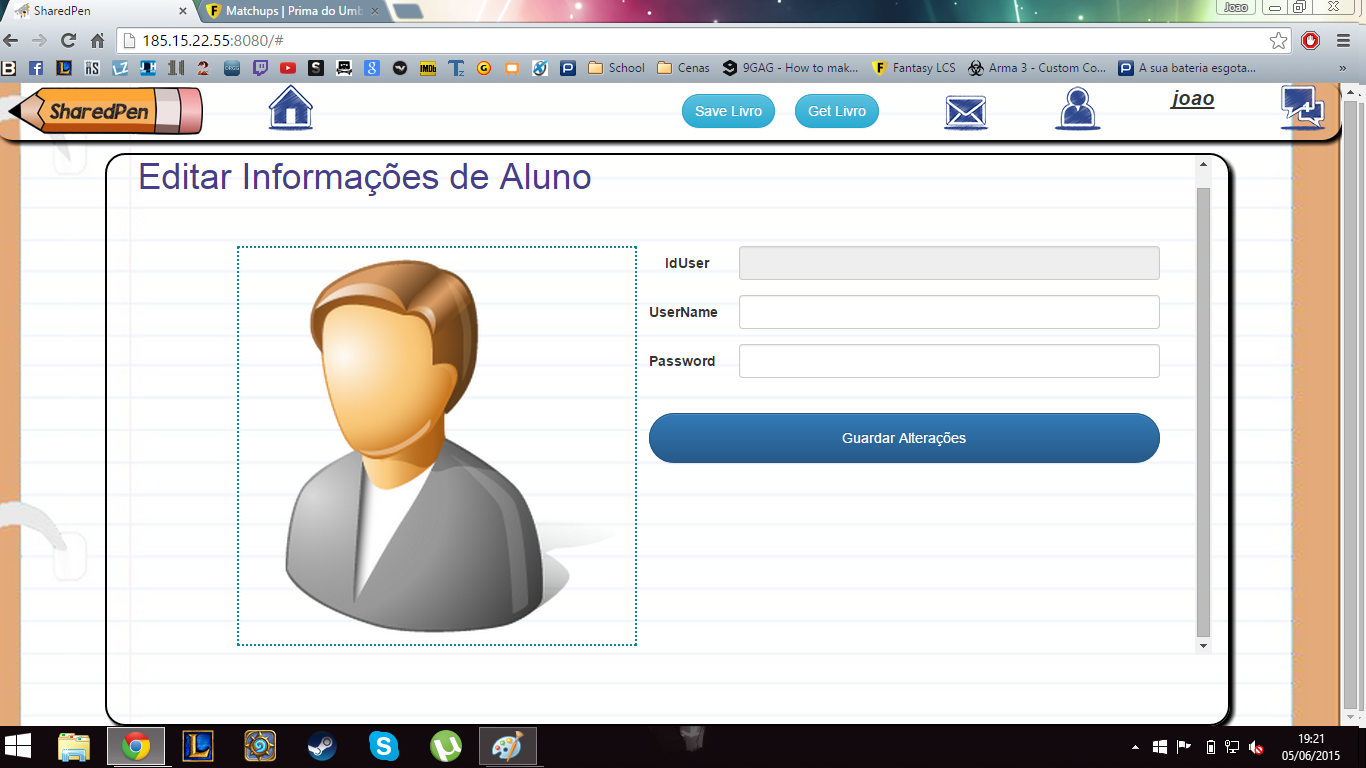 SharedPen
Matchups | Prima do Umb
Joao
185.15.22.55:8080/#
School
Cenas
9GAG - How to mak...
Fantasy LCS
Arma 3 - Custom Co...
A sua bateria esgota...
»
SharedPen
Save Livro
Get Livro
joao
Editar Informações de Aluno
IdUser
UserName
Password
Guardar Alterações
19:21
05/06/2015